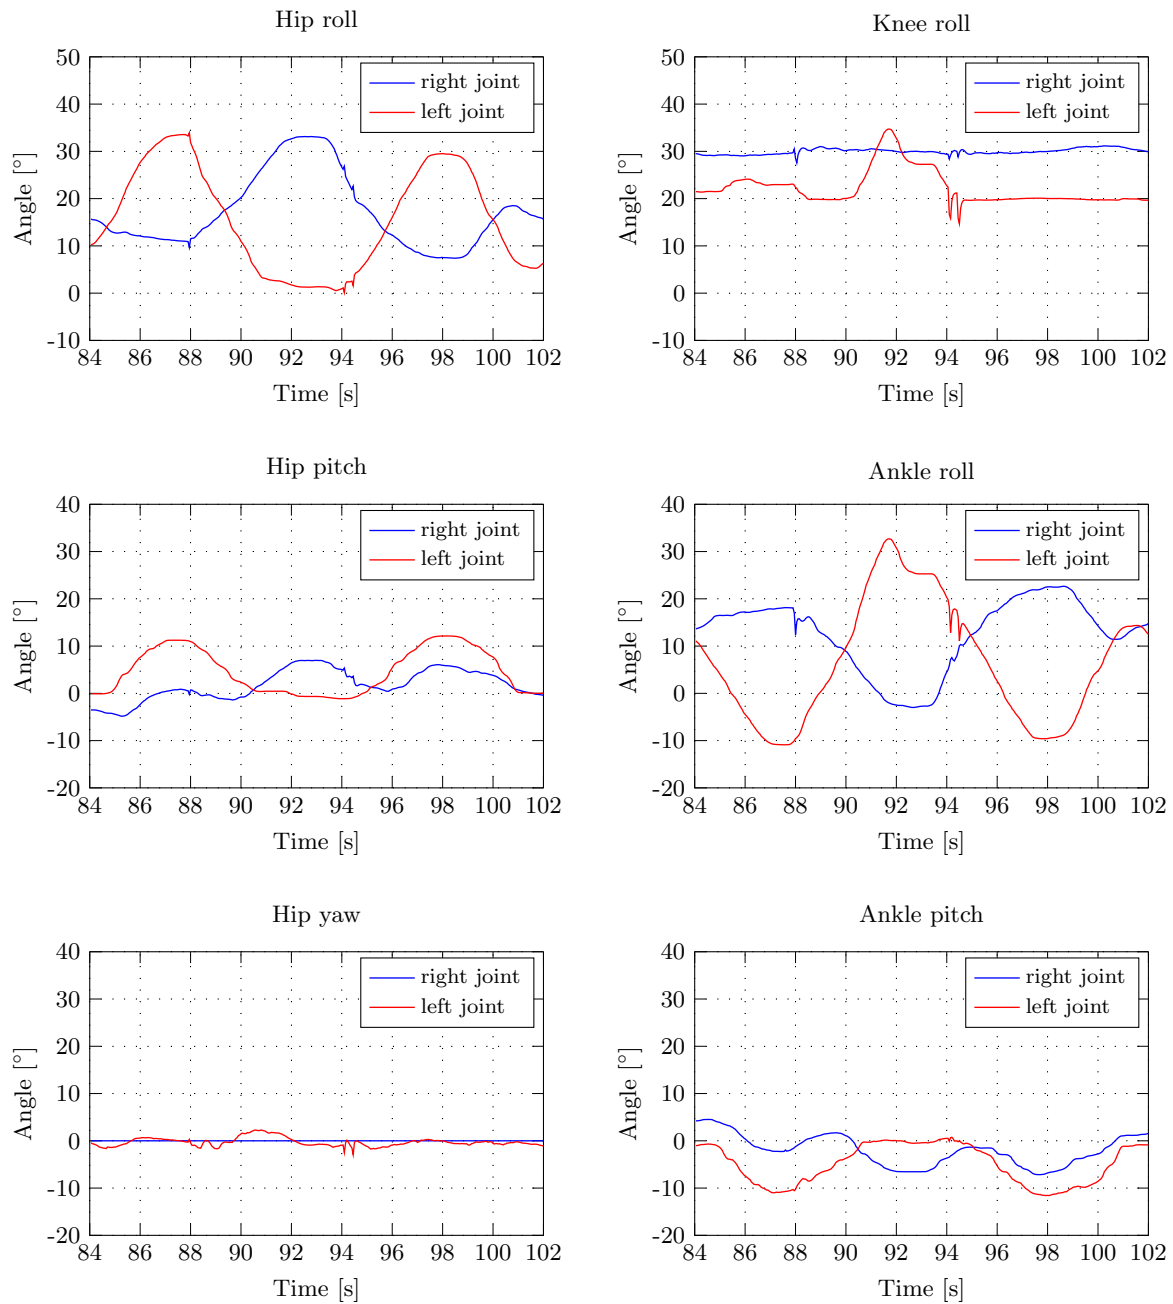 Hip roll
50
40
30
20
10
0
-10
Angle [°]
right joint
left joint
84 86 88 90 92 94 96 98 100 102
Time [s]
Knee roll
50
40
30
20
10
0
-10
Angle [°]
right joint
left joint
84 86 88 90 92 94 96 98 100 102
Time [s]
Hip pitch
40
30
20
10
0
-10
-20
Angle [°]
right joint
left joint
84 86 88 90 92 94 96 98 100 102
Time [s]
Ankle roll
40
30
20
10
0
-10
-20
Angle [°]
right joint
left joint
84 86 88 90 92 94 96 98 100 102
Time [s]
Hip yaw
40
30
20
10
0
-10
-20
Angle [°]
right joint
left joint
84 86 88 90 92 94 96 98 100 102
Time [s]
Ankle pitch
40
30
20
10
0
-10
-20
Angle [°]
right joint
left joint
84 86 88 90 92 94 96 98 100 102
Time [s]